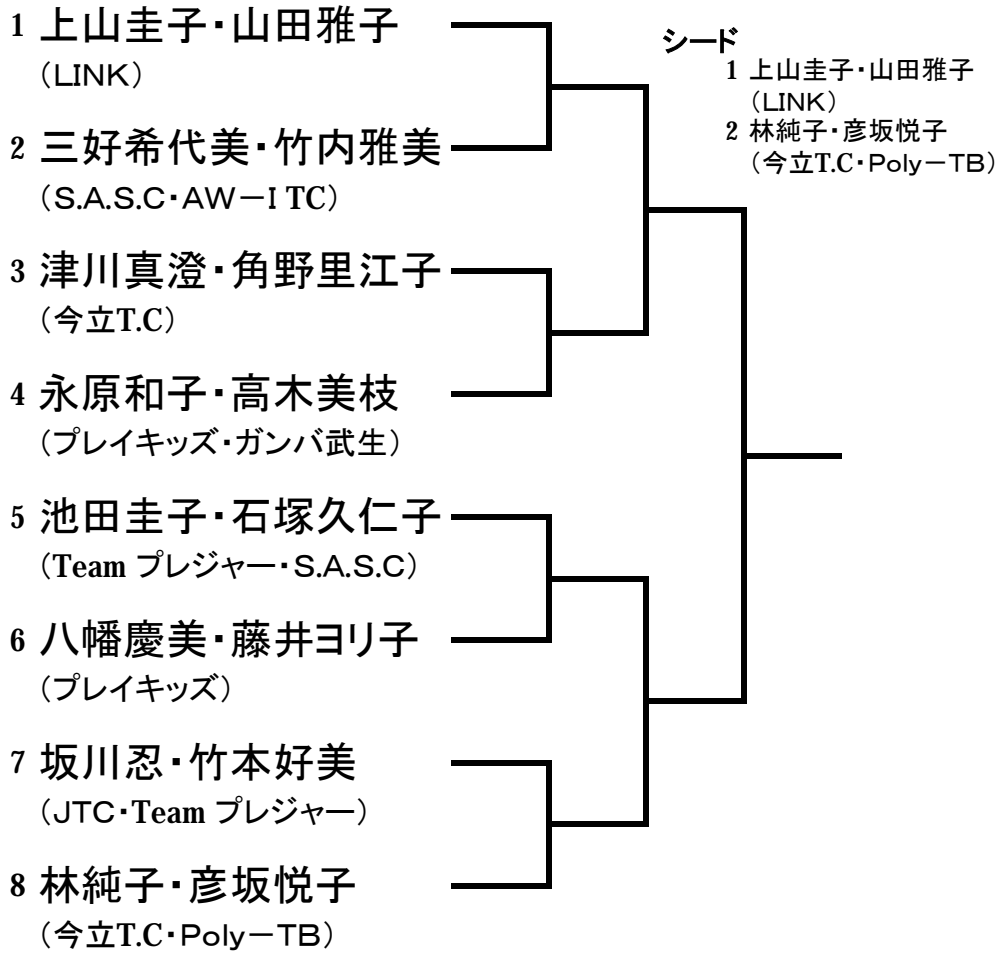 1 上山圭子・山田雅子
（LINK）
2 三好希代美・竹内雅美
（S.A.S.C・AW－I TC）
3 津川真澄・角野里江子
（今立T.C）
4 永原和子・高木美枝
（プレイキッズ・ガンバ武生）
5 池田圭子・石塚久仁子
（Team プレジャー・S.A.S.C）
6 八幡慶美・藤井ヨリ子
（プレイキッズ）
7 坂川忍・竹本好美
（JTC・Team プレジャー）
8 林純子・彦坂悦子
（今立T.C・Poly－TB）
シード
1 上山圭子・山田雅子
（LINK）
2 林純子・彦坂悦子
（今立T.C・Poly－TB）